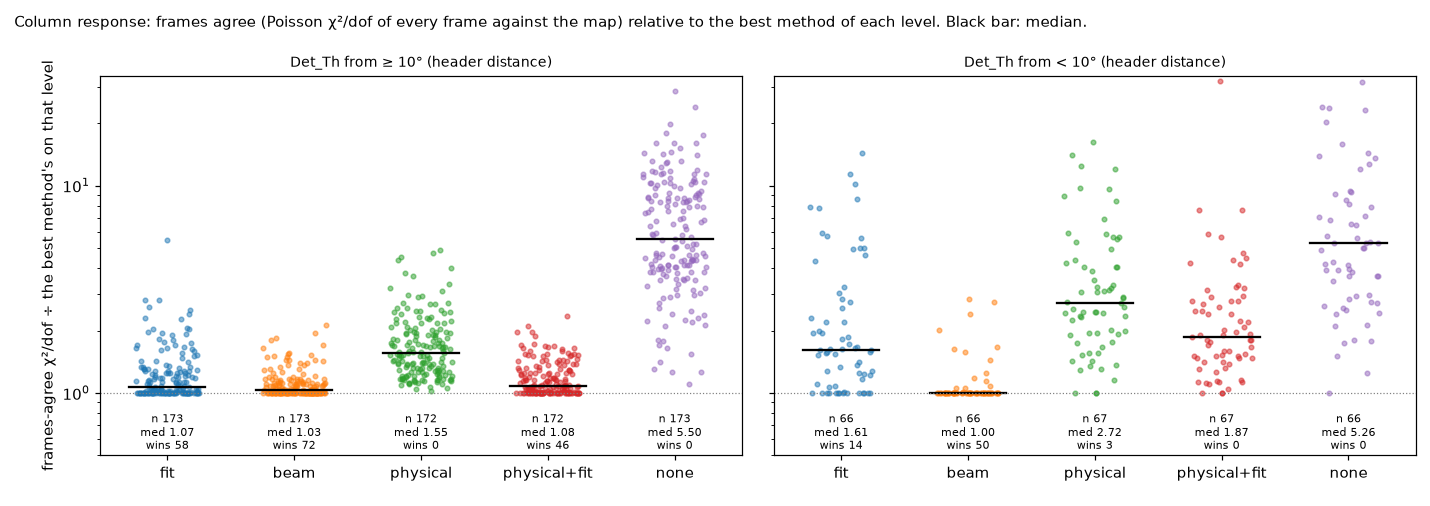 Column response: frames agree (Poisson χ²/dof of every frame against the map) relative to the best method of each level. Black bar: median.
Det_Th from ≥ 10° (header distance)
Det_Th from < 10° (header distance)
frames-agree χ²/dof ÷ the best method's on that level
10¹
10⁰
n 173
med 1.07
wins 58
n 173
med 1.03
wins 72
n 172
med 1.55
wins 0
n 172
med 1.08
wins 46
n 173
med 5.50
wins 0
n 66
med 1.61
wins 14
n 66
med 1.00
wins 50
n 67
med 2.72
wins 3
n 67
med 1.87
wins 0
n 66
med 5.26
wins 0
fit
beam
physical
physical+fit
none
fit
beam
physical
physical+fit
none